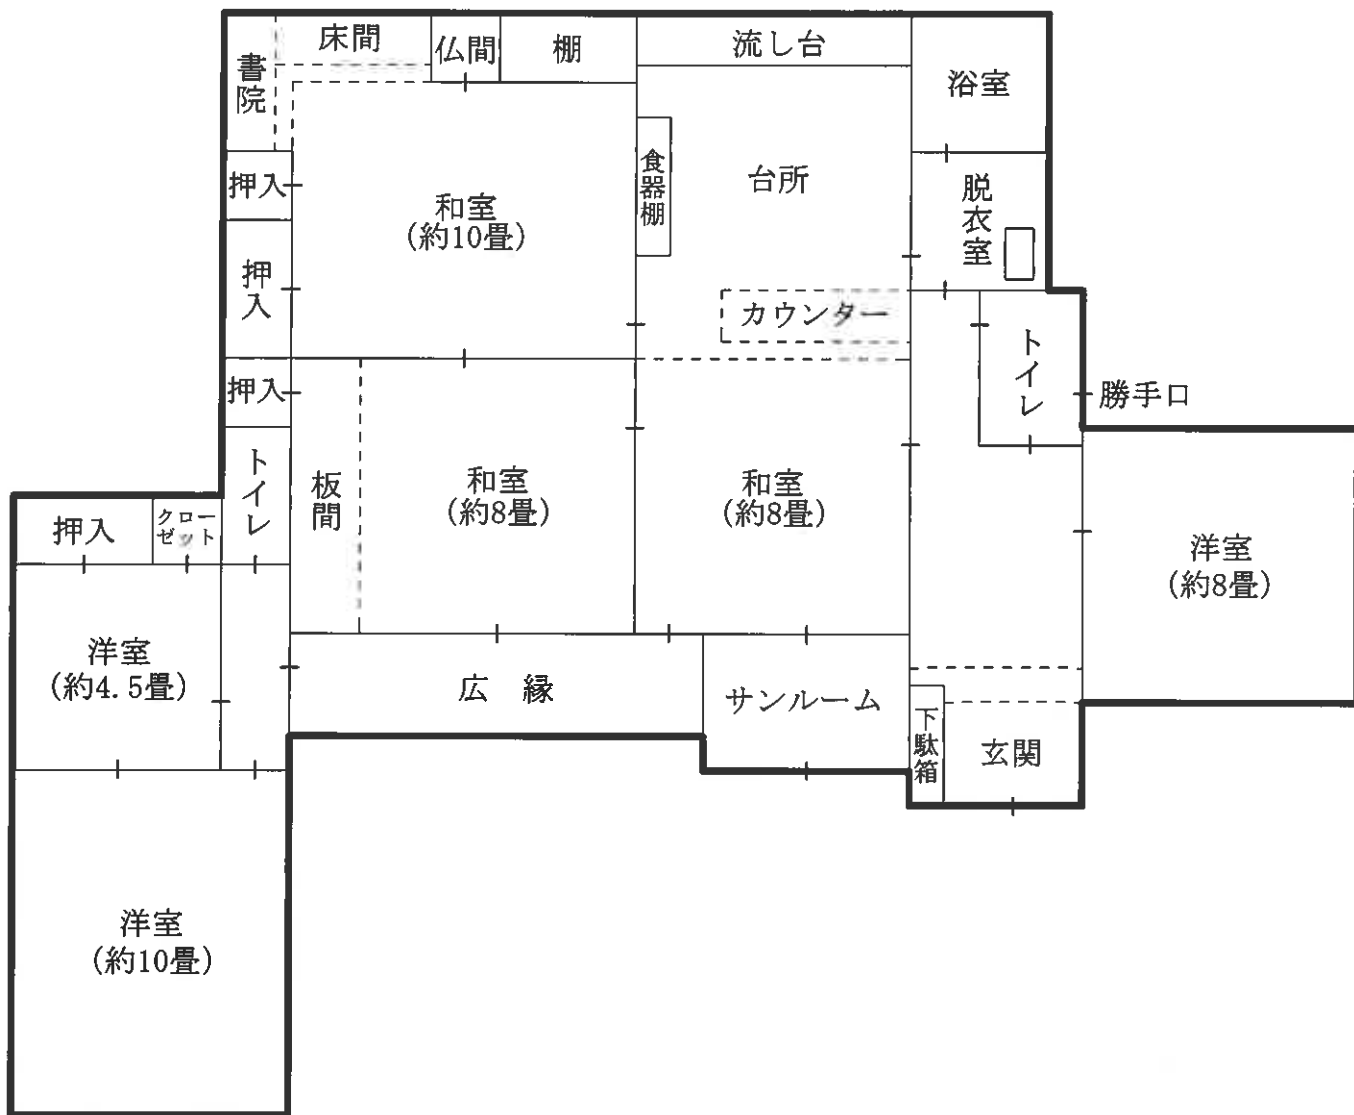 床間
仏間
棚
流し台
書院
浴室
押入
和室
(約10畳)
食器棚
台所
脱衣室
押入
カウンター
トイレ
押入
勝手口
トイレ
板間
和室
(約8畳)
和室
(約8畳)
押入
クロー
ゼット
洋室
(約8畳)
洋室
(約4.5畳)
広縁
サンルーム
下駄箱
玄関
洋室
(約10畳)